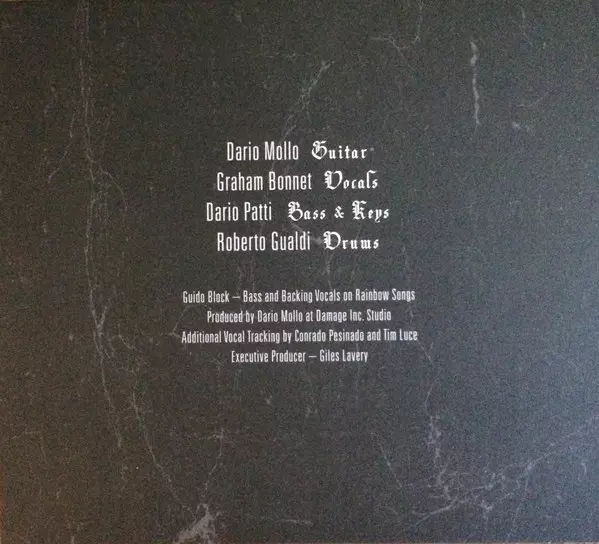 Dario Mollo Guitar
Graham Bonnet Vocals
Dario Patti Bass & Keys
Roberto Gualdi Drums
Guido Block – Bass and Backing Vocals on Rainbow Songs
Produced by Dario Mollo at Damage Inc. Studio
Additional Vocal Tracking by Conrado Pesinado and Tim Luce
Executive Producer – Giles Lavery